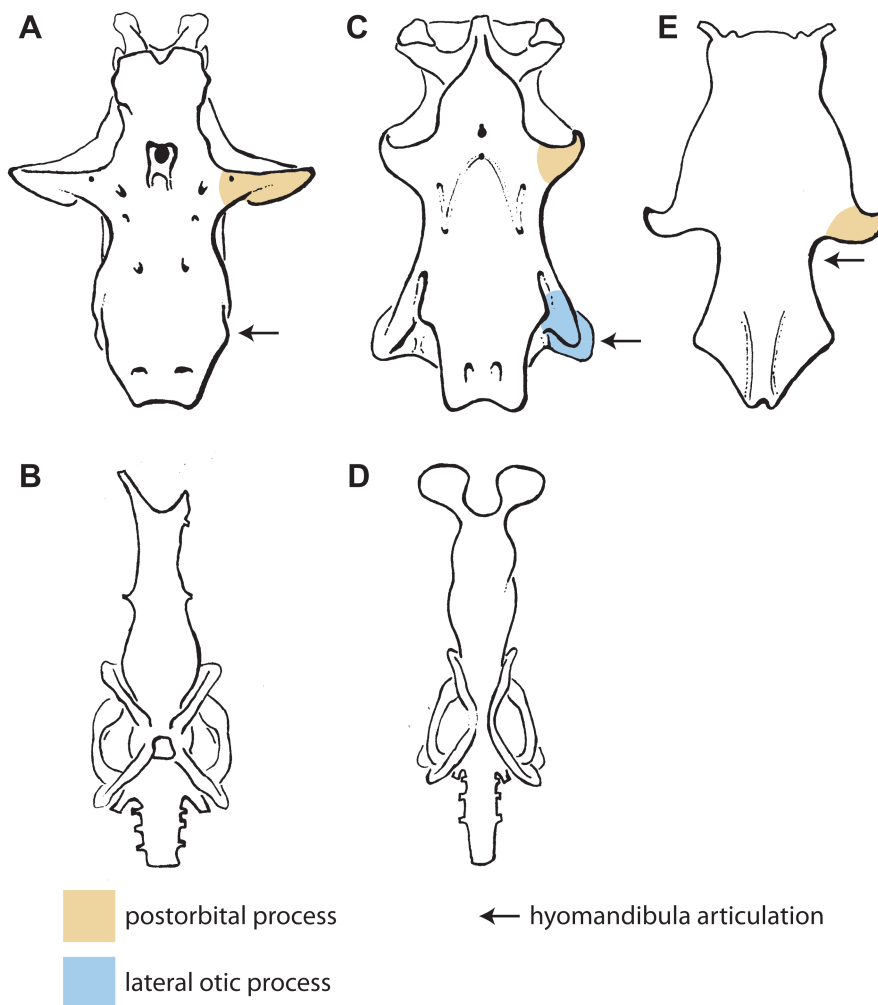 A
C
E
B
D
postorbital process
hyomandibula articulation
lateral otic process